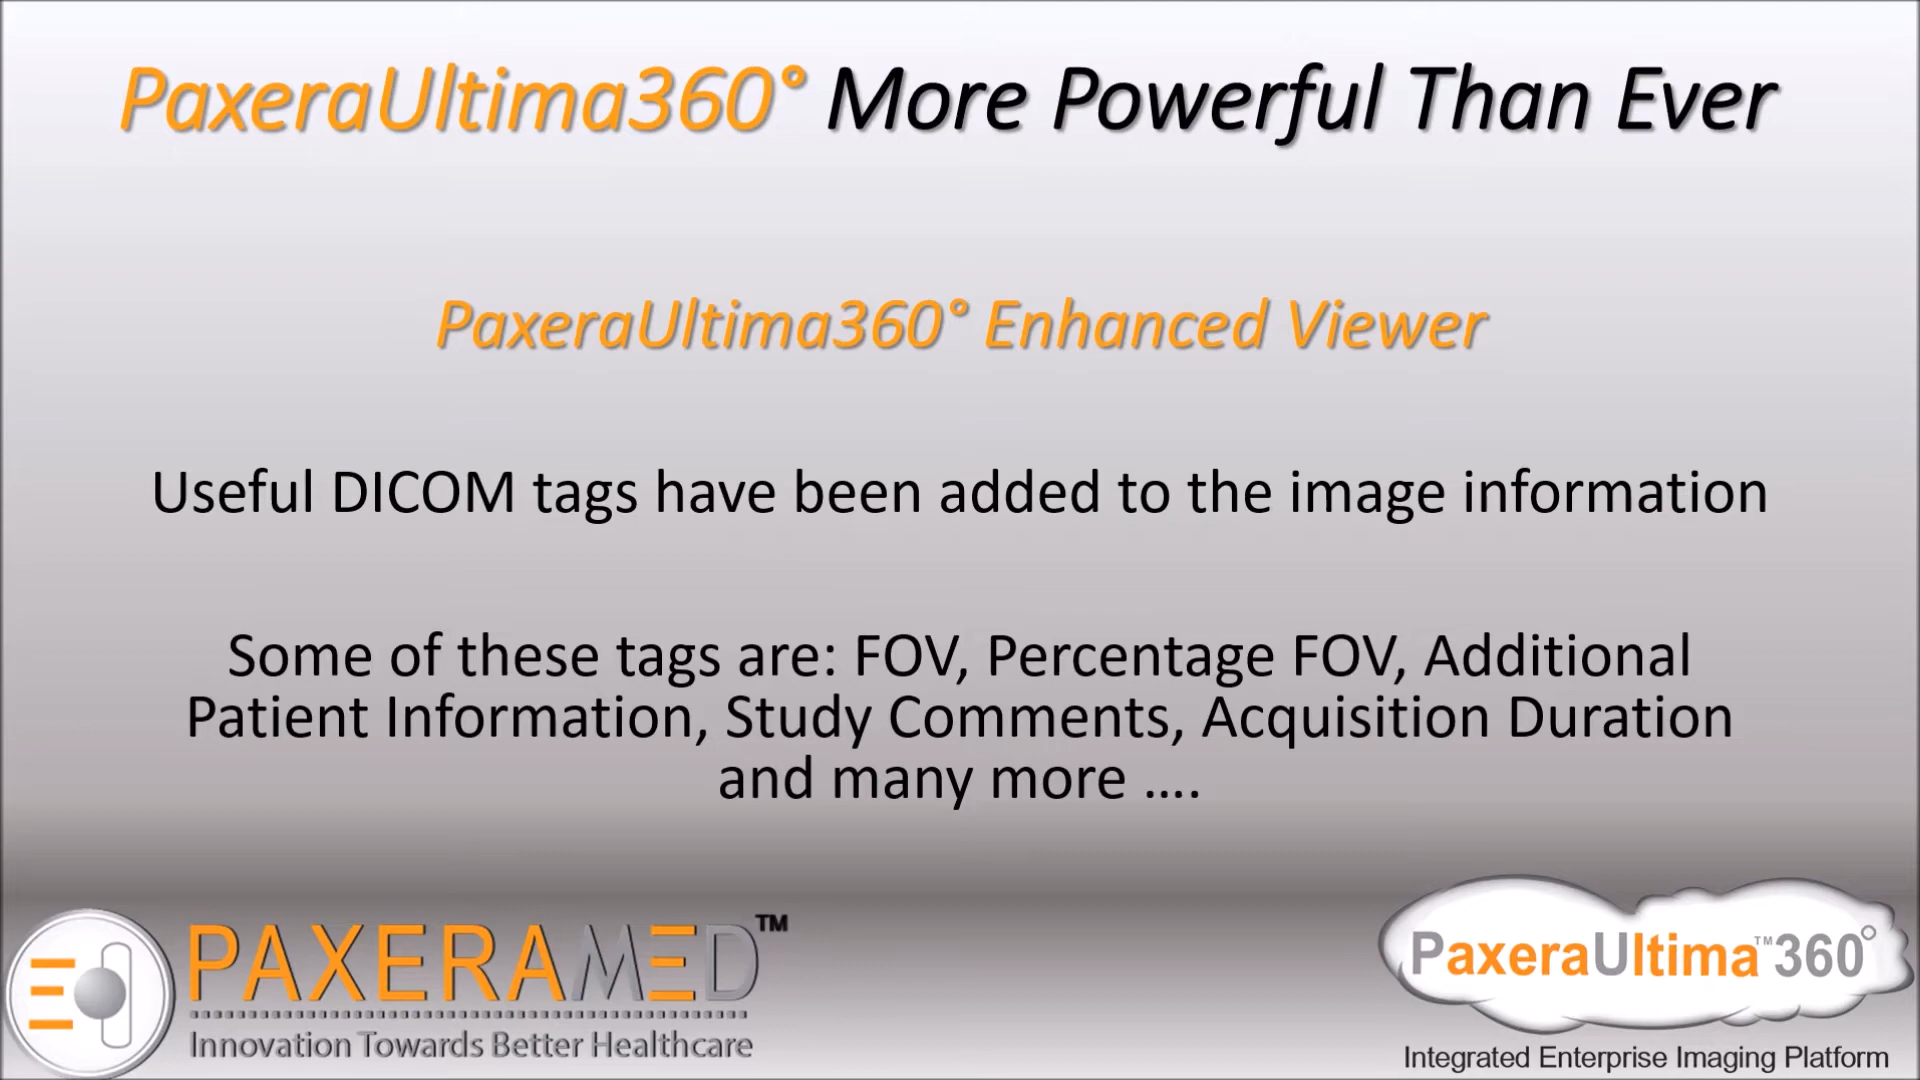 PaxeraUltima360° More Powerful Than Ever
PaxeraUltima360° Enhanced Viewer
Useful DICOM tags have been added to the image information
Some of these tags are: FOV, Percentage FOV, Additional
Patient Information, Study Comments, Acquisition Duration
and many more ....
PAXERAMED™
Innovation Towards Better Healthcare
PaxeraUltima™360°
Integrated Enterprise Imaging Platform